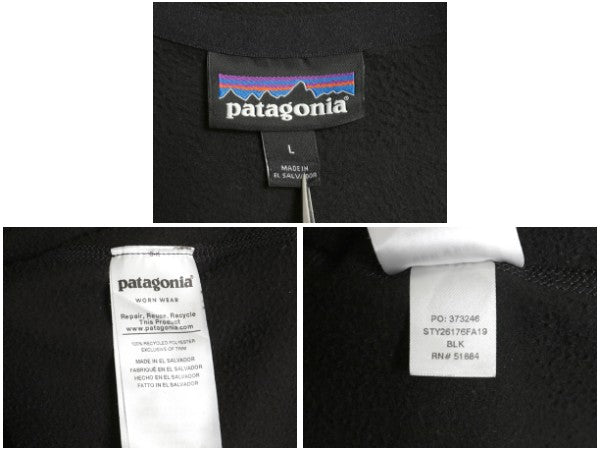 patagonia®
L
MADE IN
EL SALVADOR
patagonia®
WORN WEAR
Repair, Reuse, Recycle
This Product
www.patagonia.com
100% RECYCLED POLYESTER
EXCLUSIVE OF TRIM
MADE IN EL SALVADOR
FABRIQUÉ EN EL SALVADOR
HECHO EN EL SALVADOR
FATTO IN EL SALVADOR
PO: 373246
STY26176FA19
BLK
RN# 51884